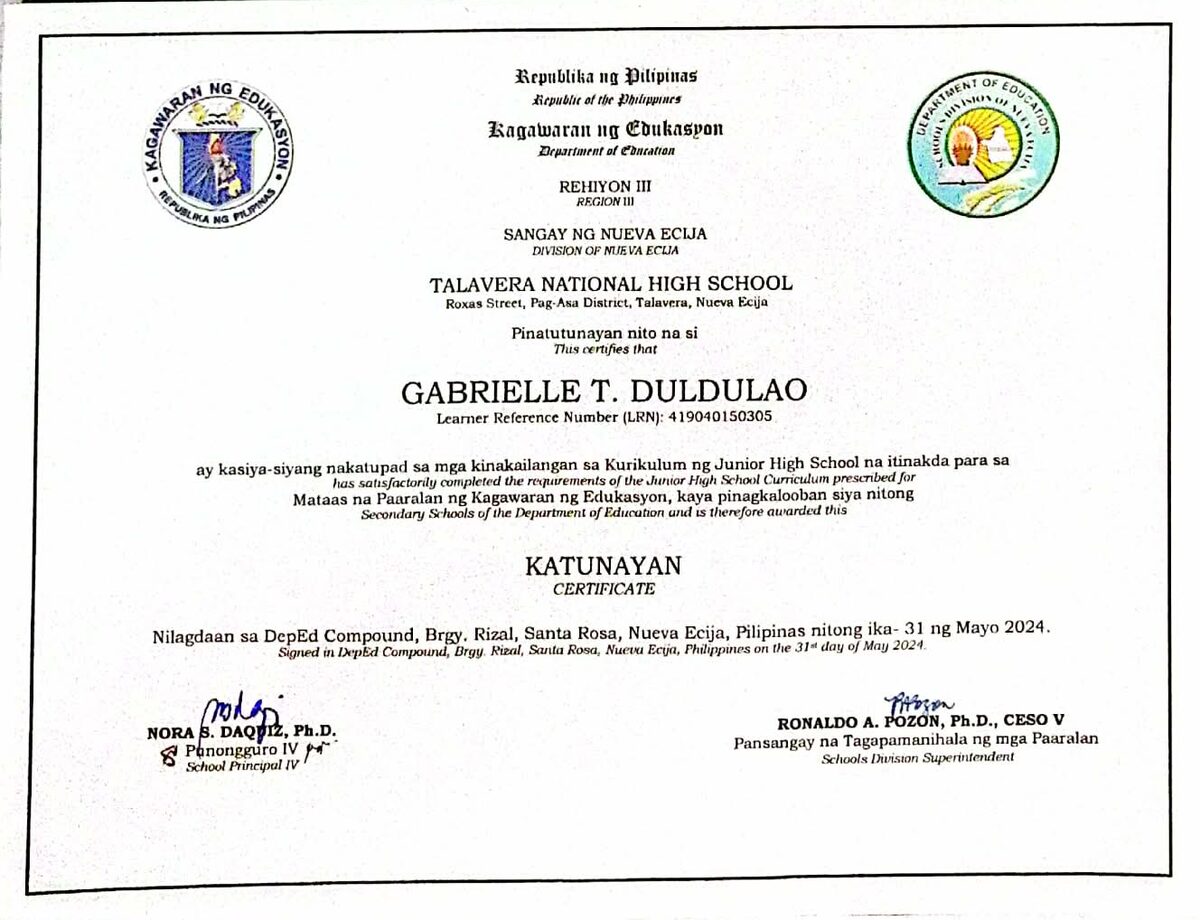 Republika ng Pilipinas
Republic of the Philippines
Kagawaran ng Edukasyon
Department of Education
KAGAWARAN NG EDUKASYON
REPUBLIKA NG PILIPINAS
DEPARTMENT OF EDUCATION
SCHOOLS DIVISION OF NUEVA ECIJA
REHIYON III
REGION III
SANGAY NG NUEVA ECIJA
DIVISION OF NUEVA ECIJA
TALAVERA NATIONAL HIGH SCHOOL
Roxas Street, Pag-Asa District, Talavera, Nueva Ecija
Pinatutunayan nito na si
This certifies that
GABRIELLE T. DULDULAO
Learner Reference Number (LRN): 419040150305
ay kasiya-siyang nakatupad sa mga kinakailangan sa Kurikulum ng Junior High School na itinakda para sa
has satisfactorily completed the requirements of the Junior High School Curriculum prescribed for
Mataas na Paaralan ng Kagawaran ng Edukasyon, kaya pinagkalooban siya nitong
Secondary Schools of the Department of Education and is therefore awarded this
KATUNAYAN
CERTIFICATE
Nilagdaan sa DepEd Compound, Brgy. Rizal, Santa Rosa, Nueva Ecija, Pilipinas nitong ika- 31 ng Mayo 2024.
Signed in DepEd Compound, Brgy. Rizal, Santa Rosa, Nueva Ecija, Philippines on the 31st day of May 2024.
NORA S. DAQUIZ, Ph.D.
Punongguro IV
School Principal IV
RONALDO A. POZON, Ph.D., CESO V
Pansangay na Tagapamanihala ng mga Paaralan
Schools Division Superintendent